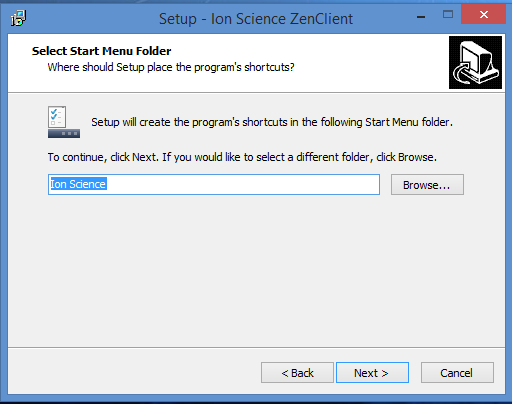 Setup - Ion Science ZenClient
Select Start Menu Folder
Where should Setup place the program's shortcuts?
Setup will create the program's shortcuts in the following Start Menu folder.
To continue, click Next. If you would like to select a different folder, click Browse.
Ion Science
Browse...
< Back
Next >
Cancel